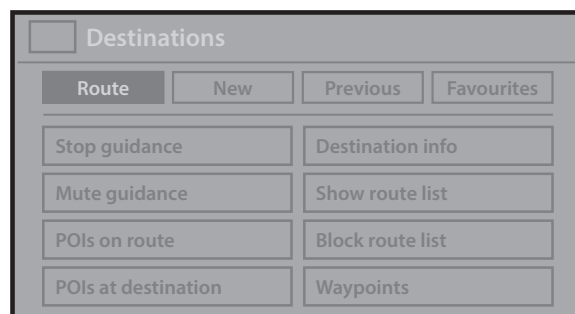 Destinations
Route New Previous Favourites
Stop guidance Destination info
Mute guidance Show route list
POIs on route Block route list
POIs at destination Waypoints